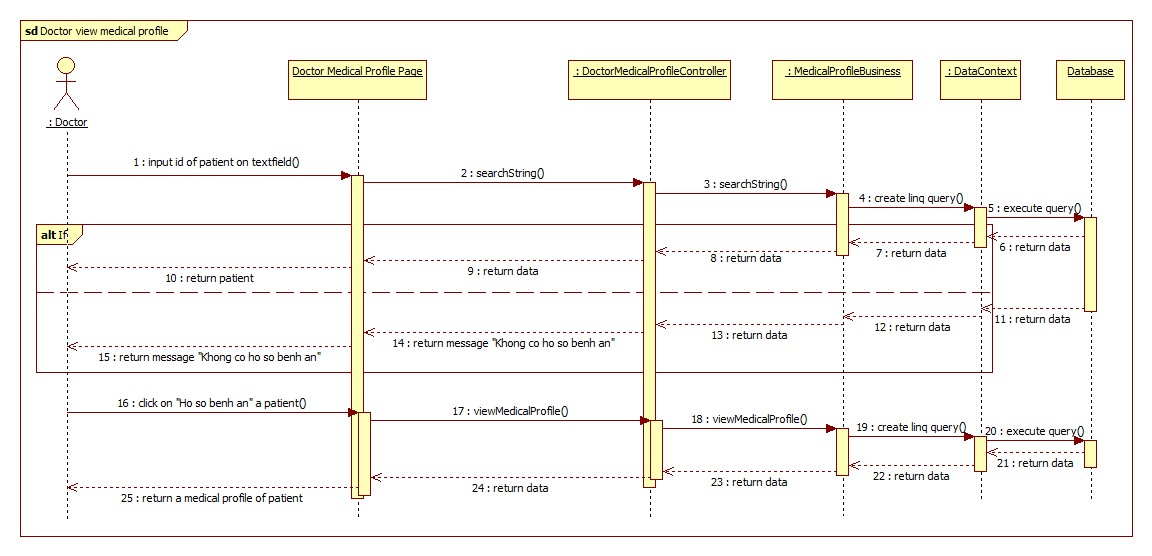 sd Doctor view medical profile
: Doctor
Doctor Medical Profile Page
: DoctorMedicalProfileController
: MedicalProfileBusiness
: DataContext
Database
1 : input id of patient on textfield()
2 : searchString()
3 : searchString()
4 : create linq query()
5 : execute query()
alt If
6 : return data
7 : return data
8 : return data
9 : return data
10 : return patient
11 : return data
12 : return data
13 : return data
14 : return message "Khong co ho so benh an"
15 : return message "Khong co ho so benh an"
16 : click on "Ho so benh an" a patient()
17 : viewMedicalProfile()
18 : viewMedicalProfile()
19 : create linq query()
20 : execute query()
21 : return data
22 : return data
23 : return data
24 : return data
25 : return a medical profile of patient